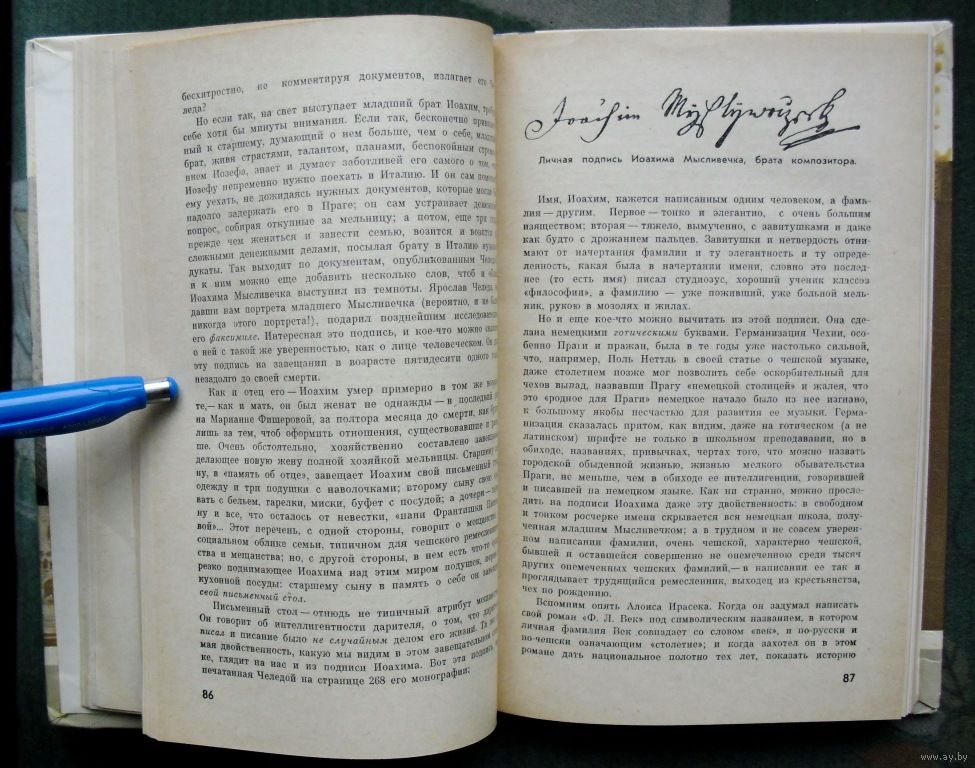 бесхитростно, не комментируя документов, излагает его
леда?
Но если так, на свет выступает младший брат Иоахим,
себе хотя бы минуты внимания. Если так, бесконечно
ный к старшему, думающий о нем больше, чем о себе,
брат, живя страстями, талантом, планами, беспокойным
нием Иозефа, знает и думает заботливей его самого о том,
Иозефу непременно нужно поехать в Италию. И он сам
ему уехать, не дожидаясь нужных документов, которые могли
надолго задержать его в Праге; он сам устраивает
вопрос, собирая откупные за мельницу; а потом, еще три
прежде чем жениться и завести семью, возится и возится
сложными денежными делами, посылая брату в Италию
дукаты. Так выходит по документам, опубликованным
и к ним можно еще добавить несколько слов, чтоб и
Иоахима Мысливечка выступил из темноты. Ярослав Челеда, не
давши нам портрета младшего Мысливечка (вероятно, и не было
никогда этого портрета!), подарил позднейшим
его факсимиле. Интересная это подпись, и кое-что можно
о ней с такой же уверенностью, как о лице человеческом. Он
эту подпись на завещании в возрасте пятидесяти одного
незадолго до своей смерти.
Как и отец его — Иоахим умер примерно в том же
те,— как и мать, он был женат не однажды — в последний
на Марианне Фишеровой, за полтора месяца до смерти, как
лишь за тем, чтоб оформить отношения, существовавшие и
ше. Очень обстоятельно, хозяйственно составлено
делающее новую жену полной хозяйкой мельницы. Старшему
ну, в «память об отце», завещает Иоахим свой письменный
одежду и три подушки с наволочками; второму сыну свою
вать с бельем, тарелки, миски, буфет с посудой; а дочери —
ну и все, что осталось от невестки, «пани Франтишки
вой»... Этот перечень, с одной стороны, говорит о
социальном облике семьи, типичном для чешского
ства и мещанства; но, с другой стороны, в нем есть что-то
резко поднимающее Иоахима над этим миром подушек,
кухонной посуды: старшему сыну в память о себе он
свой письменный стол.
Письменный стол — отнюдь не типичный атрибут
Он говорит об интеллигентности дарителя, о том, что
писал и писание было не случайным делом его жизни.
мая двойственность, какую мы видим в этом завещательном
ке, глядит на нас и из подписи Иоахима. Вот эта подпись,
печатанная Челедой на странице 268 его монографии:
86
Joachim Mysliweczek
Личная подпись Иоахима Мысливечка, брата композитора.
Имя, Иоахим, кажется написанным одним человеком, а фами-
лия — другим. Первое — тонко и элегантно, с очень большим
изяществом; вторая — тяжело, вымученно, с завитушками и даже
как будто с дрожанием пальцев. Завитушки и нетвердость отни-
мают от начертания фамилии и ту элегантность и ту опреде-
ленность, какая была в начертании имени, словно это послед-
нее (то есть имя) писал студиозус, хороший ученик классов
«философии», а фамилию — уже поживший, уже больной мель-
ник, рукою в мозолях и жилах.
Но и еще кое-что можно вычитать из этой подписи. Она сде-
лана немецкими готическими буквами. Германизация Чехии, осо-
бенно Праги и пражан, была в те годы уже настолько сильной,
что, например, Поль Неттль в своей статье о чешской музыке,
даже столетием позже мог позволить себе оскорбительный для
чехов выпад, назвавши Прагу «немецкой столицей» и жалея, что
это «родное для Праги» немецкое начало было из нее изгнано,
к большому якобы несчастью для развития ее музыки. Герма-
низация сказалась притом, как видим, даже на готическом (а не
латинском) шрифте не только в школьном преподавании, но в
обиходе, названиях, привычках, чертах того, что можно назвать
городской обыденной жизнью, жизнью мелкого обывательства
Праги, не меньше, чем в обиходе ее интеллигенции, говорившей
и писавшей на немецком языке. Как ни странно, можно просле-
дить на подписи Иоахима даже эту двойственность: в свободном
и тонком росчерке имени скрывается вся немецкая школа, полу-
ченная младшим Мысливечком; а в трудном и не совсем уверен-
ном написании фамилии, очень чешской, характерно чешской,
бывшей и оставшейся совершенно не онемеченною среди тысяч
других онемеченных чешских фамилий,— в написании ее так и
проглядывает трудящийся ремесленник, выходец из крестьянства,
чех по рождению.
Вспомним опять Алоиса Ирасека. Когда он задумал написать
свой роман «Ф. Л. Век» под символическим названием, в котором
личная фамилия Век совпадает со словом «век», и по-русски и
по-чешски означающим «столетие»; и когда захотел он в этом
романе дать национальное полотно тех лет, показать историю
87
www.ay.by